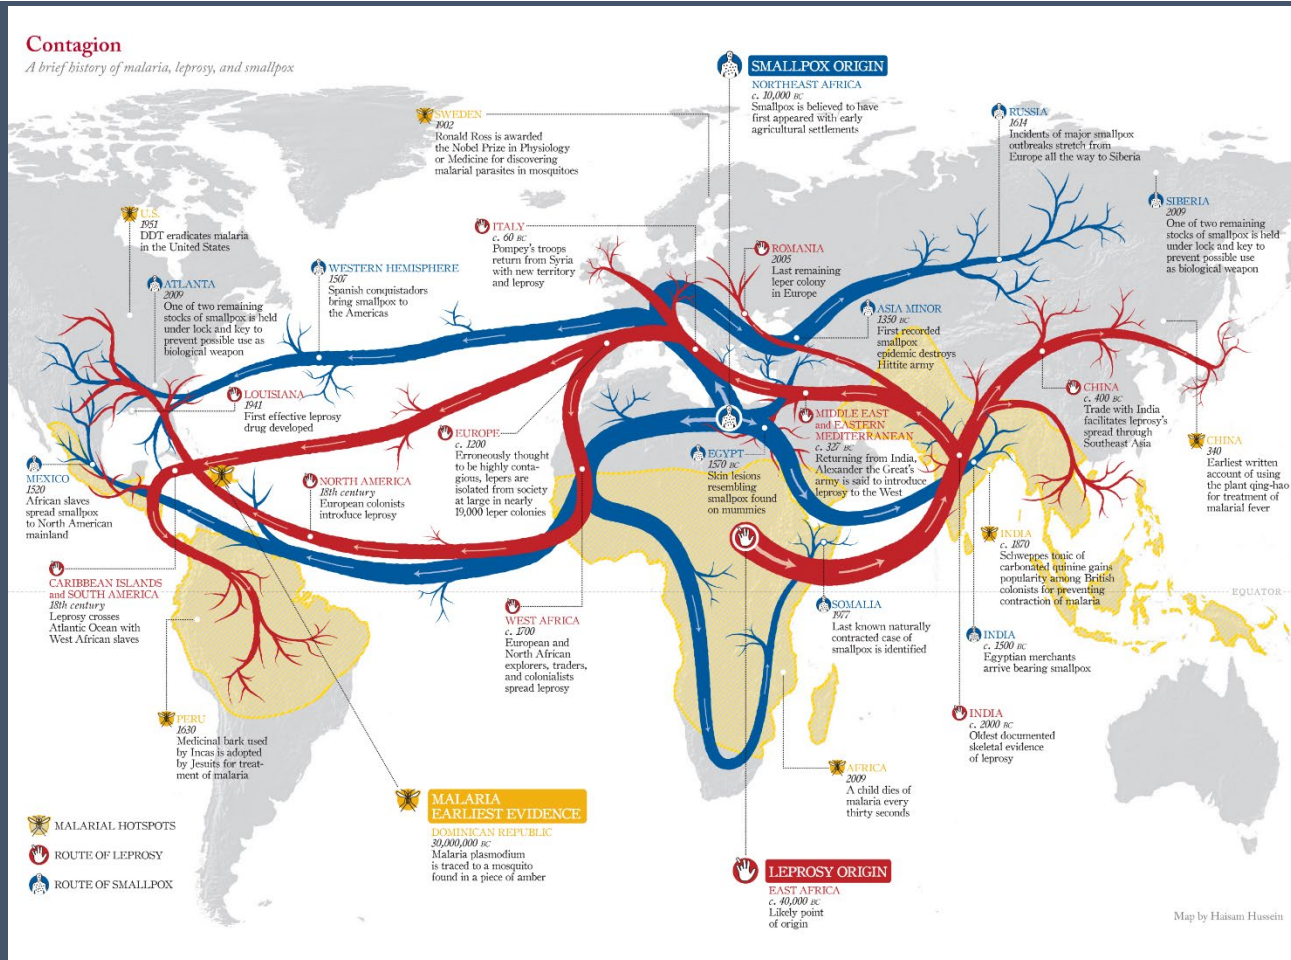 Contagion
A brief history of malaria, leprosy, and smallpox
SMALLPOX ORIGIN
NORTHEAST AFRICA
c. 10,000 BC
Smallpox is believed to have
first appeared with early
agricultural settlements
SWEDEN
1902
Ronald Ross is awarded
the Nobel Prize in Physiology
or Medicine for discovering
malarial parasites in mosquitoes
RUSSIA
1614
Incidents of major smallpox
outbreaks stretch from
Europe all the way to Siberia
SIBERIA
2009
One of two remaining
stocks of smallpox is held
under lock and key to
prevent possible use
as biological weapon
U.S.
1951
DDT eradicates malaria
in the United States
ITALY
c. 60 BC
Pompey's troops
return from Syria
with new territory
and leprosy
ROMANIA
2005
Last remaining
leper colony
in Europe
WESTERN HEMISPHERE
1507
Spanish conquistadors
bring smallpox to
the Americas
ATLANTA
2009
One of two remaining
stocks of smallpox is held
under lock and key to
prevent possible use as
biological weapon
ASIA MINOR
1350 BC
First recorded
smallpox
epidemic destroys
Hittite army
LOUISIANA
1941
First effective leprosy
drug developed
CHINA
c. 400 BC
Trade with India
facilitates leprosy's
spread through
Southeast Asia
EUROPE
c. 1200
Erroneously thought
to be highly conta-
gious, lepers are
isolated from society
at large in nearly
19,000 leper colonies
MIDDLE EAST
and EASTERN
MEDITERRANEAN
c. 327 BC
Returning from India,
Alexander the Great's
army is said to introduce
leprosy to the West
CHINA
340
Earliest written
account of using
the plant qing-hao
for treatment of
malarial fever
EGYPT
1570 BC
Skin lesions
resembling
smallpox found
on mummies
MEXICO
1520
African slaves
spread smallpox
to North American
mainland
NORTH AMERICA
18th century
European colonists
introduce leprosy
INDIA
c. 1870
Schweppes tonic of
carbonated quinine gains
popularity among British
colonists for preventing
contraction of malaria
EQUATOR
CARIBBEAN ISLANDS
and SOUTH AMERICA
18th century
Leprosy crosses
Atlantic Ocean with
West African slaves
WEST AFRICA
c. 1700
European and
North African
explorers, traders,
and colonialists
spread leprosy
SOMALIA
1977
Last known naturally
contracted case of
smallpox is identified
INDIA
c. 1500 BC
Egyptian merchants
arrive bearing smallpox
PERU
1630
Medicinal bark used
by Incas is adopted
by Jesuits for treat-
ment of malaria
INDIA
c. 2000 BC
Oldest documented
skeletal evidence
of leprosy
AFRICA
2009
A child dies of
malaria every
thirty seconds
MALARIA
EARLIEST EVIDENCE
DOMINICAN REPUBLIC
30,000,000 BC
Malaria plasmodium
is traced to a mosquito
found in a piece of amber
LEPROSY ORIGIN
EAST AFRICA
c. 40,000 BC
Likely point
of origin
MALARIAL HOTSPOTS
ROUTE OF LEPROSY
ROUTE OF SMALLPOX
Map by Haisam Hussein